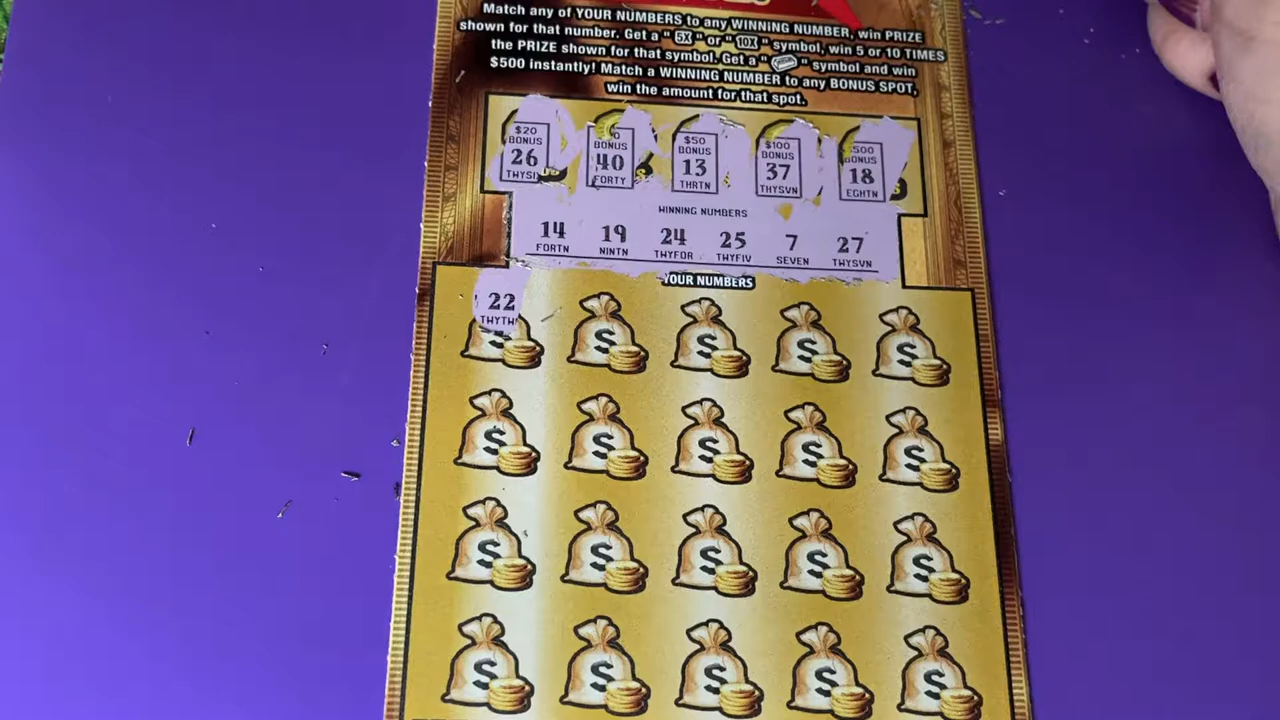 Match any of YOUR NUMBERS to any WINNING NUMBER, win PRIZE
shown for that number. Get a "5X" or "10X" symbol, win 5 or 10 TIMES
the PRIZE shown for that symbol. Get a " " symbol and win
$500 instantly! Match a WINNING NUMBER to any BONUS SPOT,
win the amount for that spot.
$20 $50 $100 $500
BONUS BONUS BONUS BONUS BONUS
26 40 13 37 18
THYSI FORTY THRTN THYSVN EGHTN
WINNING NUMBERS
14 19 24 25 7 27
FORTN NINTN THYFOR THYFIV SEVEN THYSVN
YOUR NUMBERS
22
THYTH
$ $ $ $
$ $ $ $ $
$ $ $ $ $
$ $ $ $ $